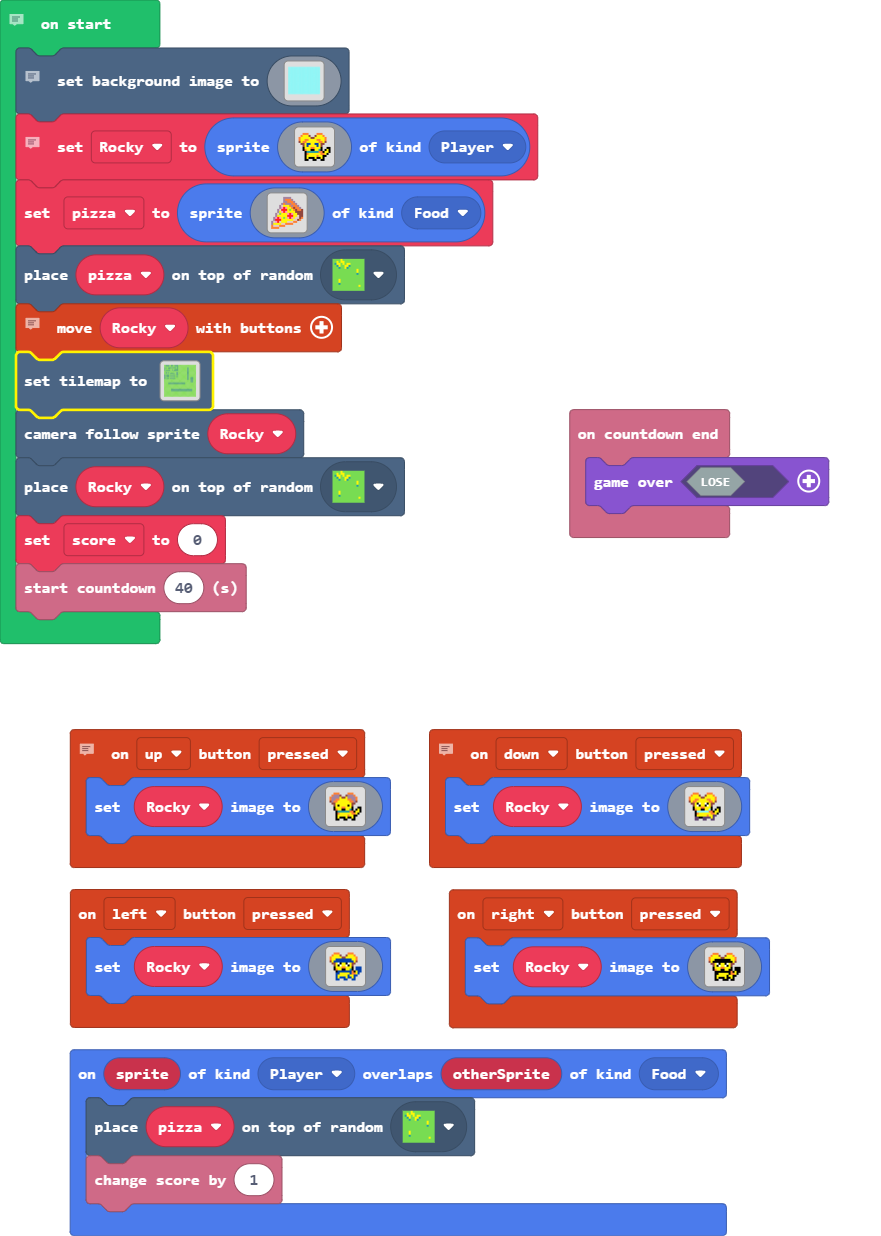 on start
set background image to
set Rocky to sprite of kind Player
set pizza to sprite of kind Food
place pizza on top of random
move Rocky with buttons
set tilemap to
camera follow sprite Rocky
place Rocky on top of random
set score to 0
start countdown 40 (s)
on countdown end
game over LOSE
on up button pressed
set Rocky image to
on down button pressed
set Rocky image to
on left button pressed
set Rocky image to
on right button pressed
set Rocky image to
on sprite of kind Player overlaps otherSprite of kind Food
place pizza on top of random
change score by 1